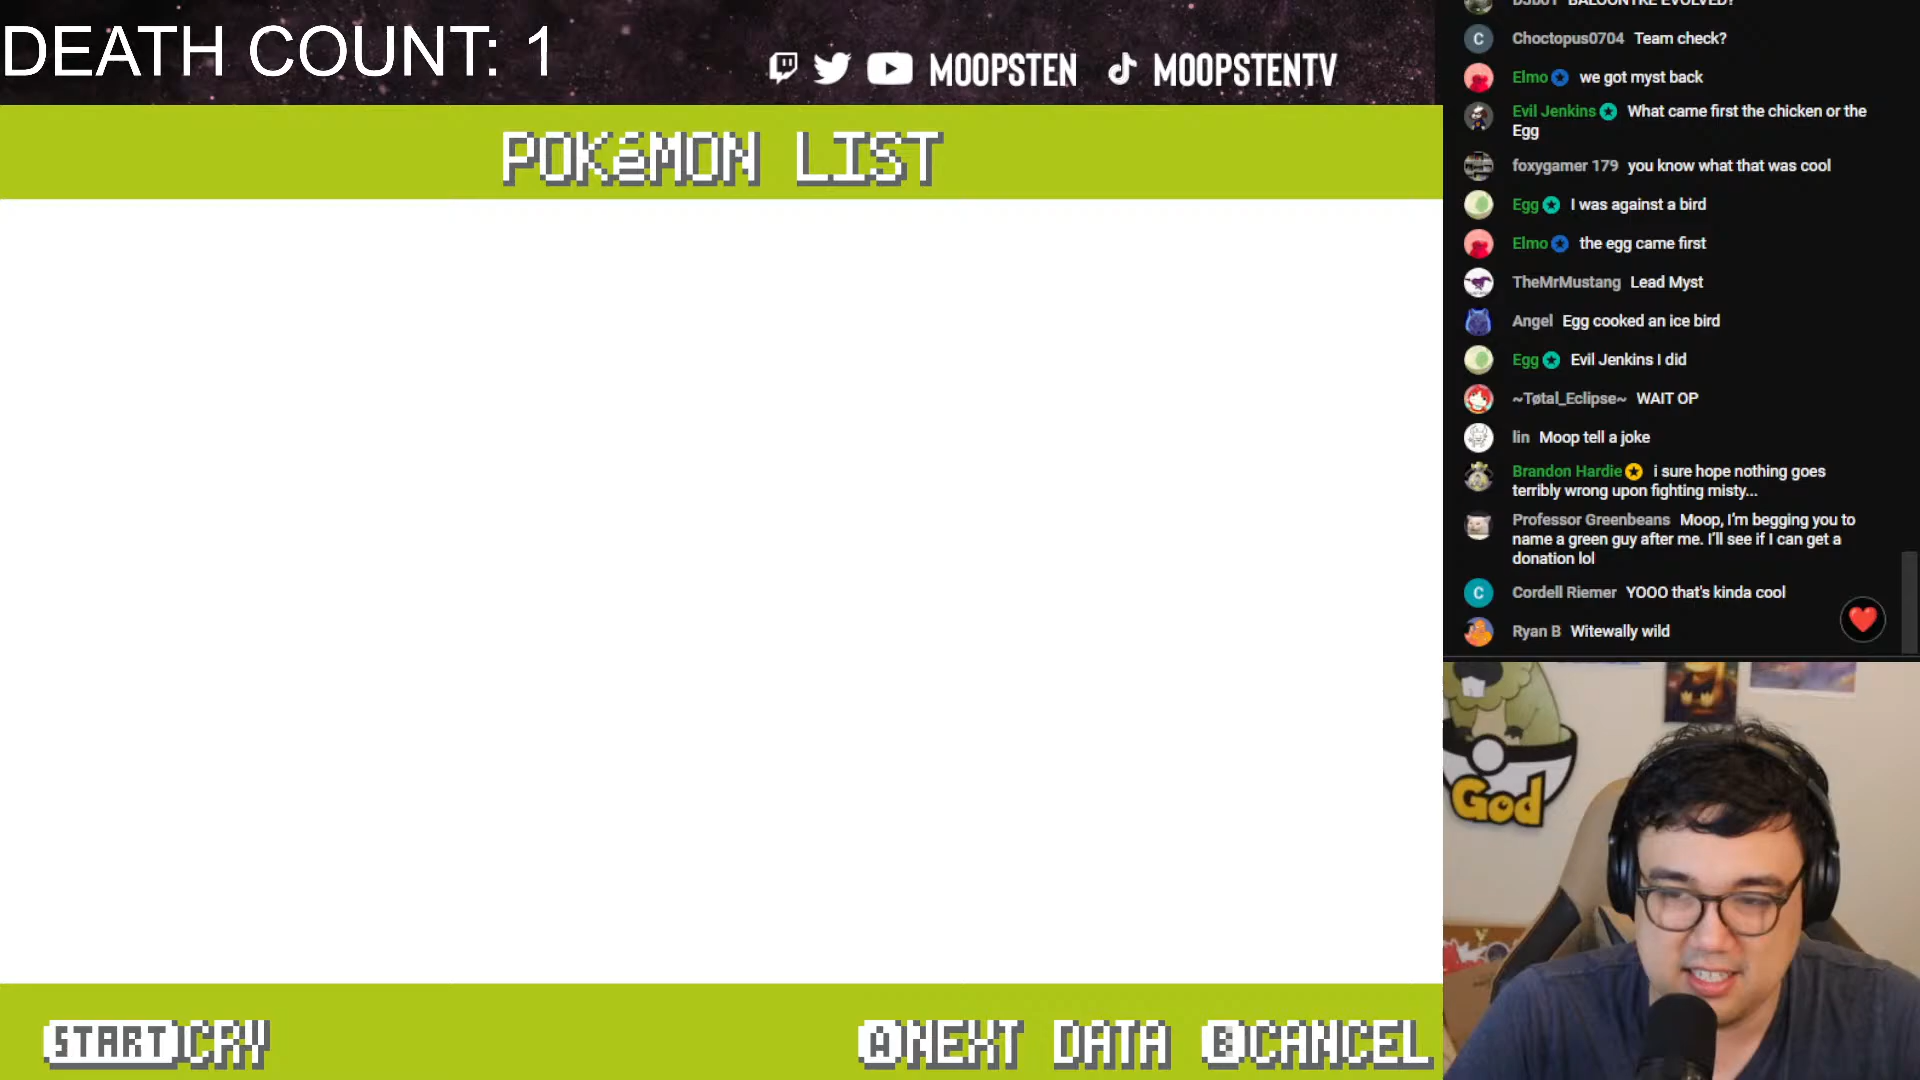 DEATH COUNT: 1
MOOPSTEN
MOOPSTENTV
POKéMON LIST
START CRY
A NEXT DATA B CANCEL
Choctopus0704 Team check?
Elmo we got myst back
Evil Jenkins What came first the chicken or the
Egg
foxygamer 179 you know what that was cool
Egg I was against a bird
Elmo the egg came first
TheMrMustang Lead Myst
Angel Egg cooked an ice bird
Egg Evil Jenkins I did
~Tøtal_Eclipse~ WAIT OP
lin Moop tell a joke
Brandon Hardie i sure hope nothing goes
terribly wrong upon fighting misty...
Professor Greenbeans Moop, I'm begging you to
name a green guy after me. I'll see if I can get a
donation lol
C Cordell Riemer YOOO that's kinda cool
Ryan B Witewally wild
God